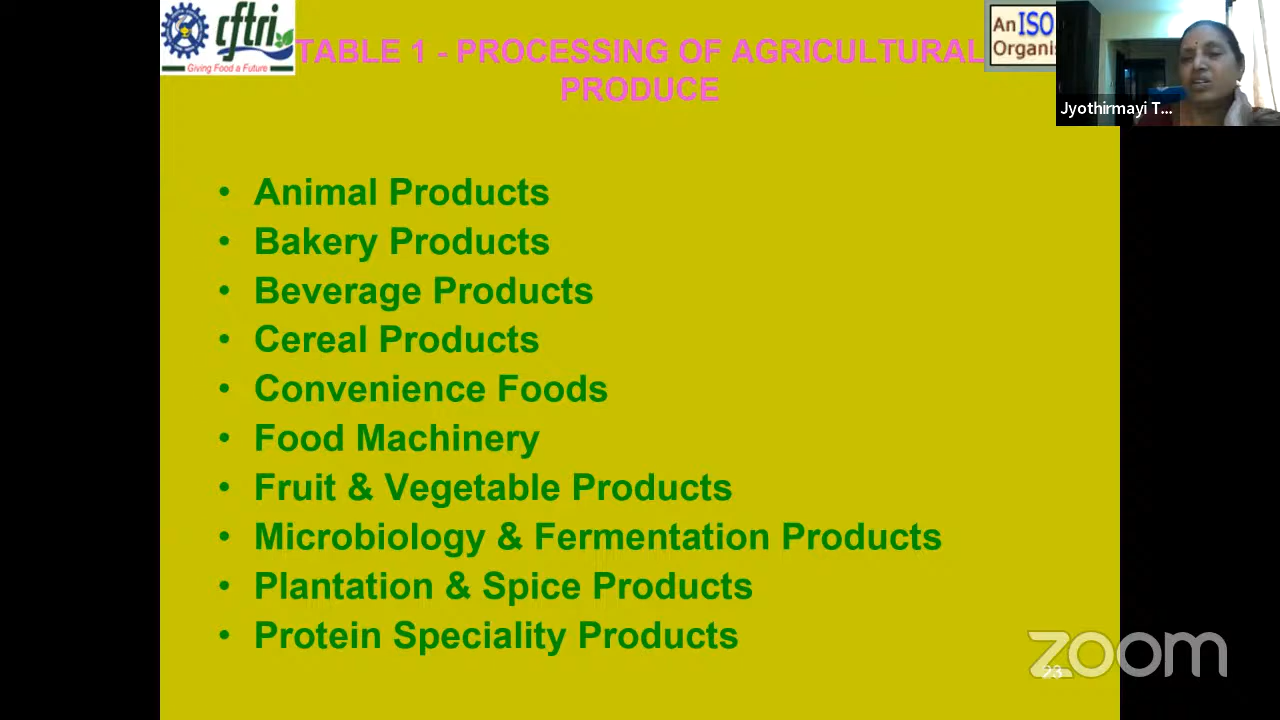 cftri
Giving Food a Future
TABLE 1 - PROCESSING OF AGRICULTURAL
PRODUCE
An ISO
Organis
Jyothirmayi T...
• Animal Products
• Bakery Products
• Beverage Products
• Cereal Products
• Convenience Foods
• Food Machinery
• Fruit & Vegetable Products
• Microbiology & Fermentation Products
• Plantation & Spice Products
• Protein Speciality Products
zoom
23